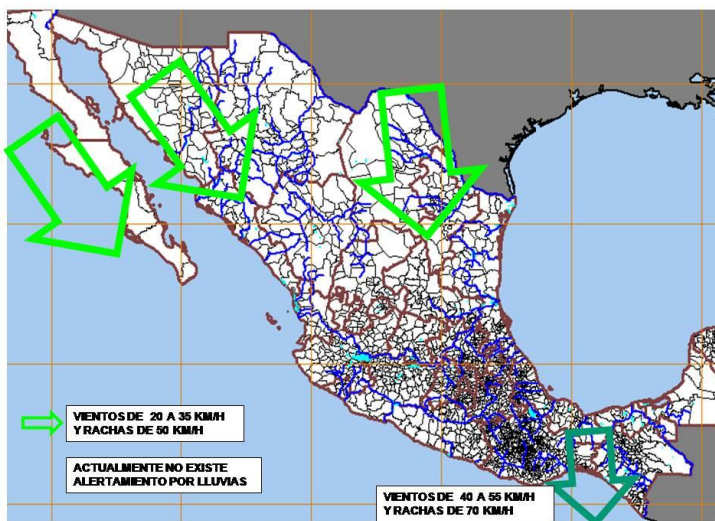 VIENTOS DE 20 A 35 KM/H
Y RACHAS DE 50 KM/H
ACTUALMENTE NO EXISTE
ALERTAMIENTO POR LLUVIAS
VIENTOS DE 40 A 55 KM/H
Y RACHAS DE 70 KM/H